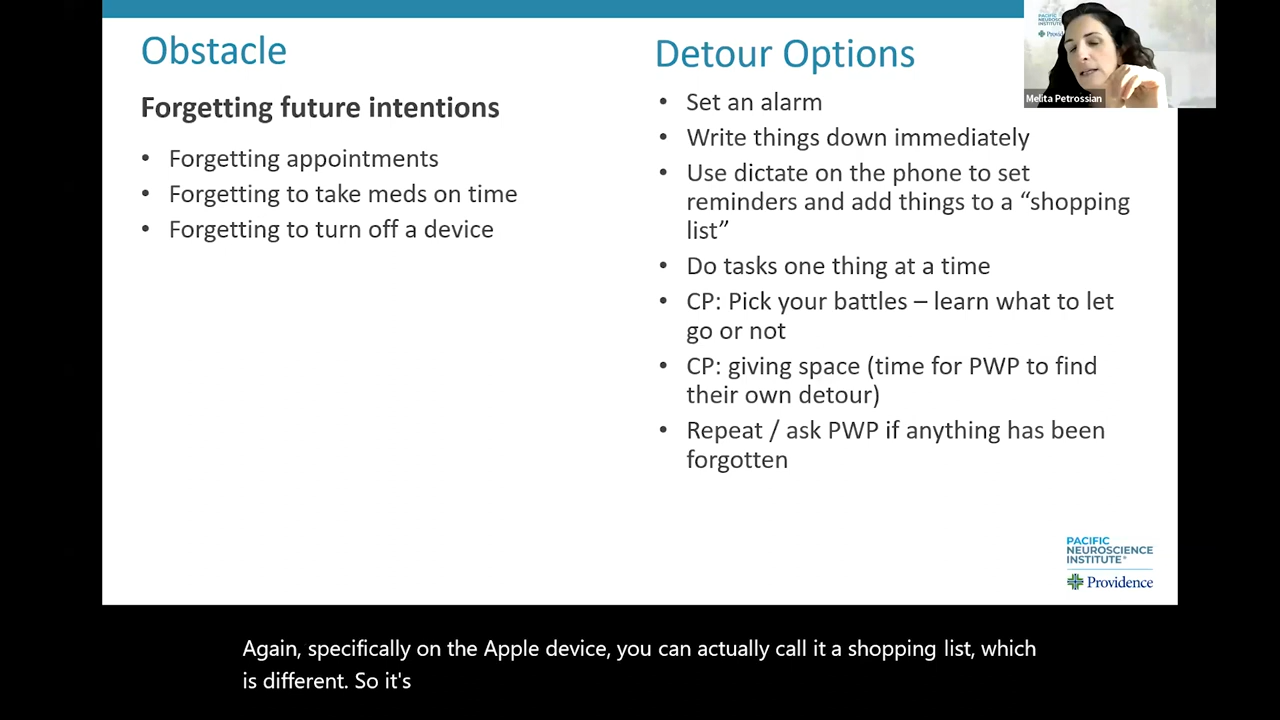 Obstacle
Forgetting future intentions
• Forgetting appointments
• Forgetting to take meds on time
• Forgetting to turn off a device
Detour Options
• Set an alarm
• Write things down immediately
• Use dictate on the phone to set
reminders and add things to a “shopping
list”
• Do tasks one thing at a time
• CP: Pick your battles – learn what to let
go or not
• CP: giving space (time for PWP to find
their own detour)
• Repeat / ask PWP if anything has been
forgotten
PACIFIC
NEUROSCIENCE
INSTITUTE
Melita Petrossian
PACIFIC
NEUROSCIENCE
INSTITUTE®
Providence
Again, specifically on the Apple device, you can actually call it a shopping list, which
is different. So it's